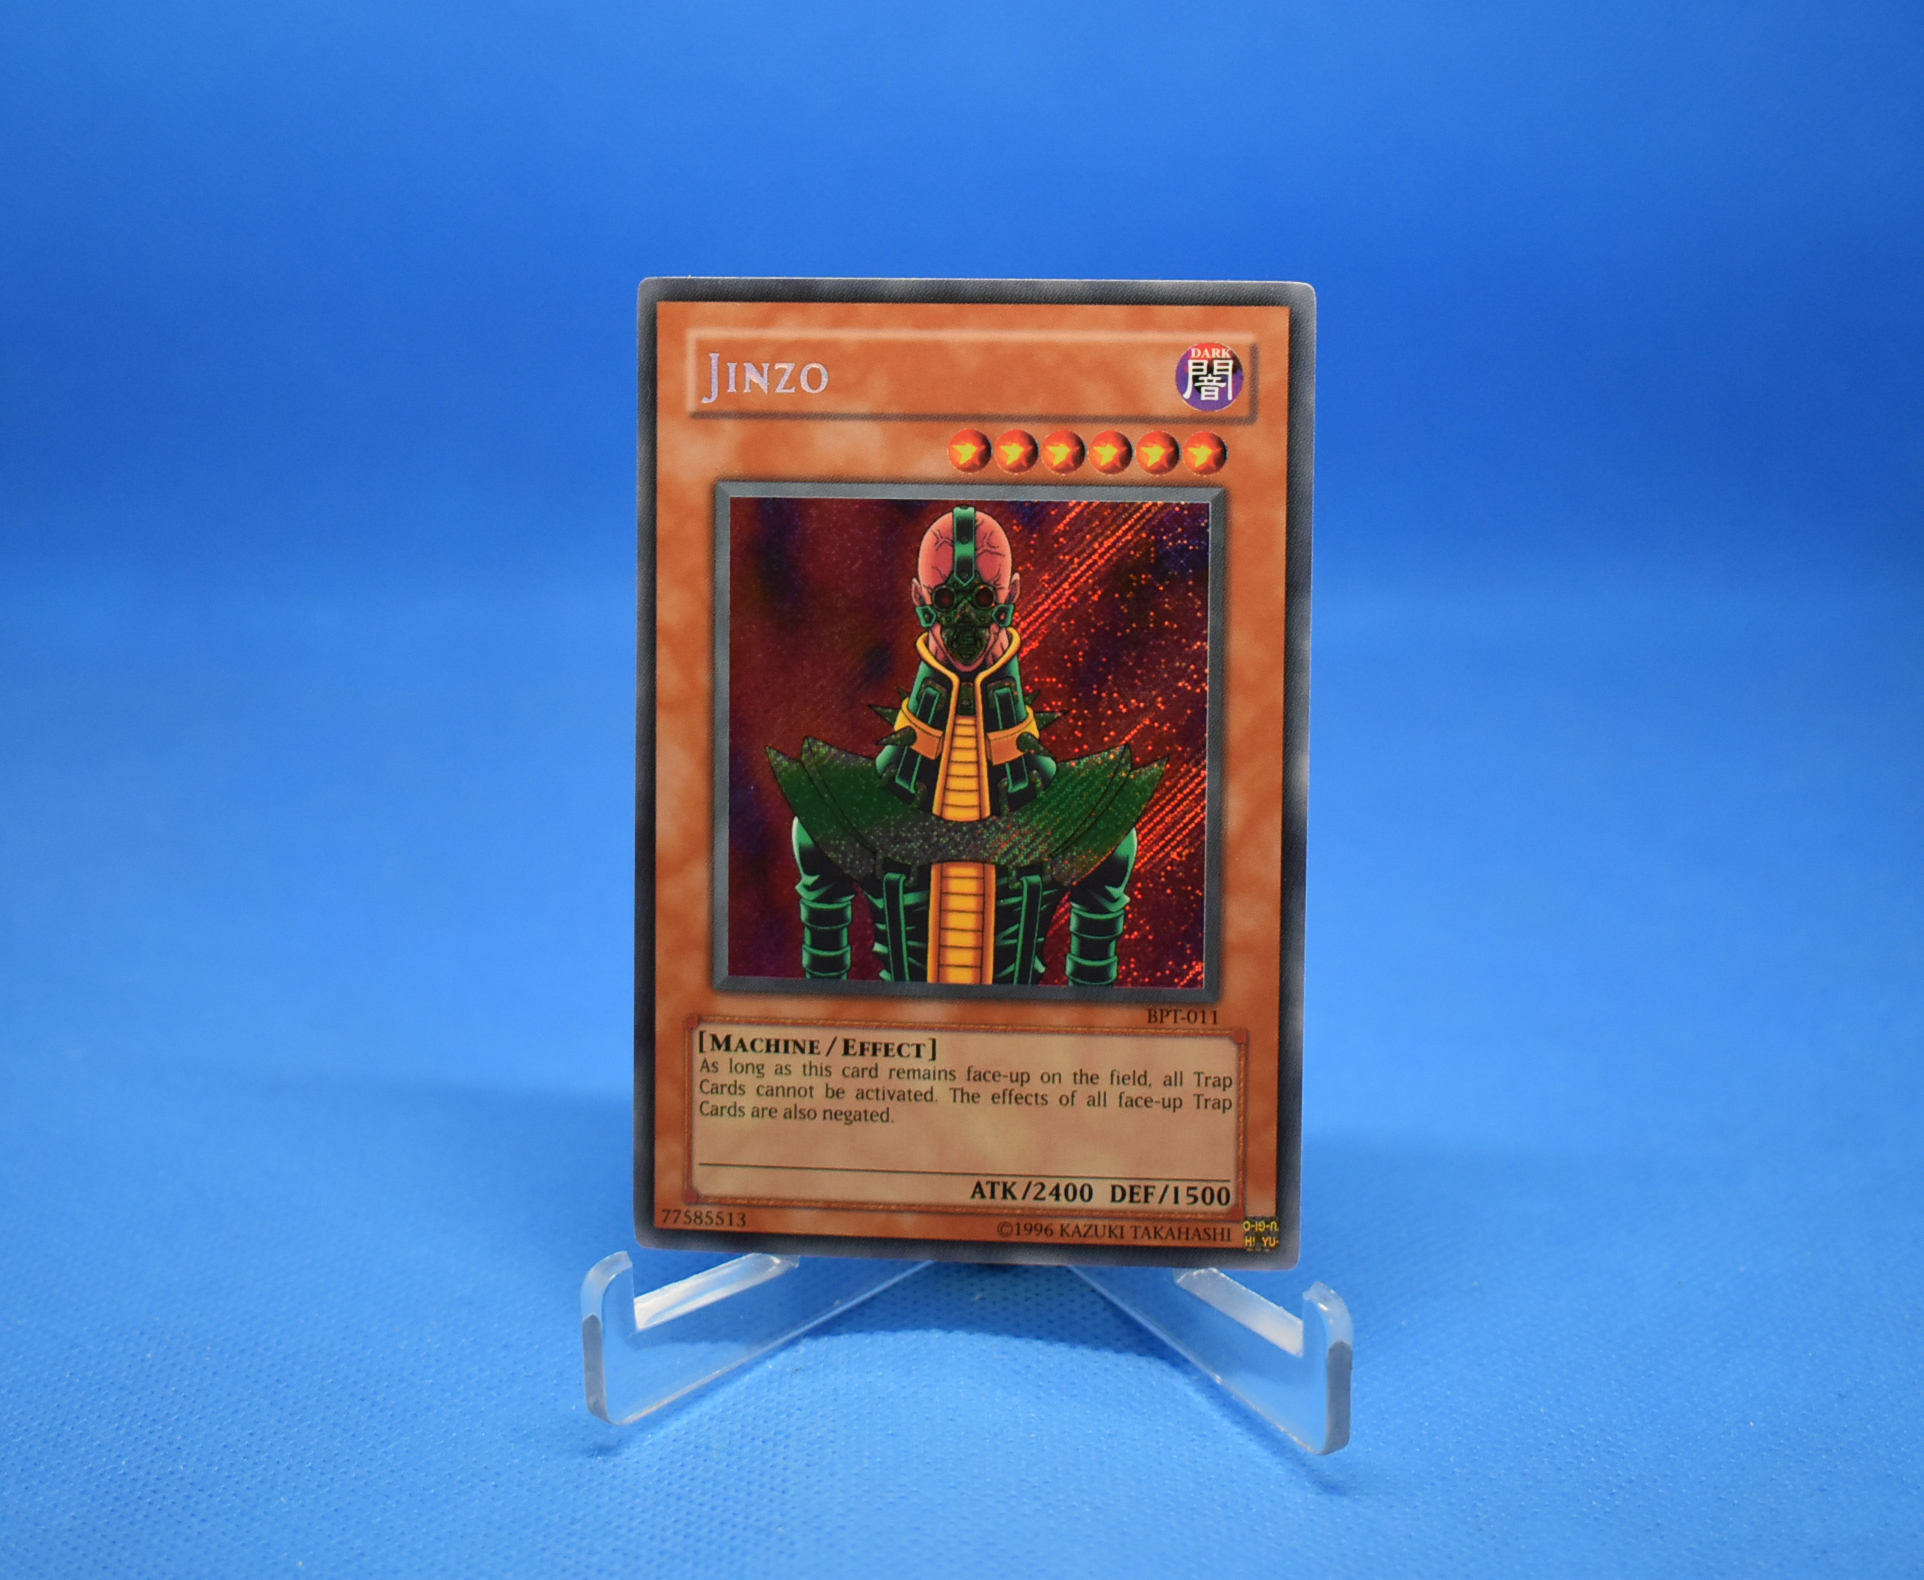 JINZO
DARK
闇
BPT-011
[MACHINE/EFFECT]
As long as this card remains face-up on the field, all Trap
Cards cannot be activated. The effects of all face-up Trap
Cards are also negated.
ATK/2400 DEF/1500
77585513
©1996 KAZUKI TAKAHASHI